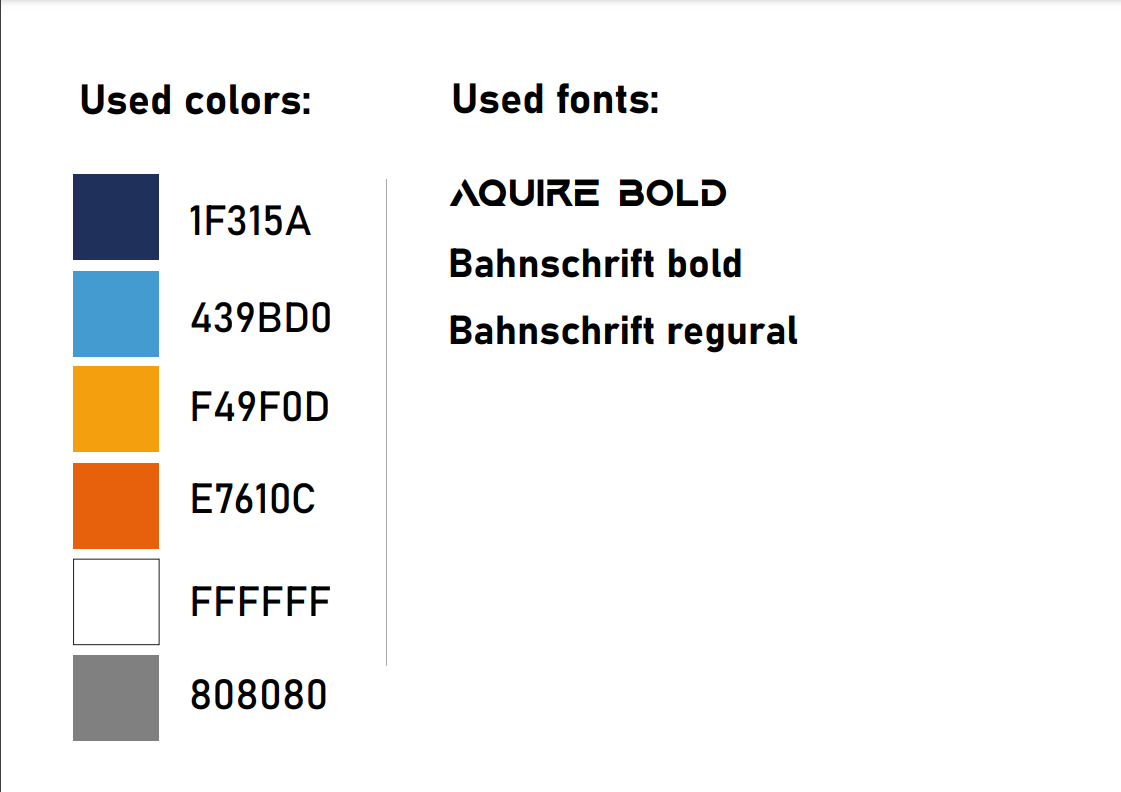 Used colors:
1F315A
439BD0
F49F0D
E7610C
FFFFFF
808080
Used fonts:
AQUIRE BOLD
Bahnschrift bold
Bahnschrift regural